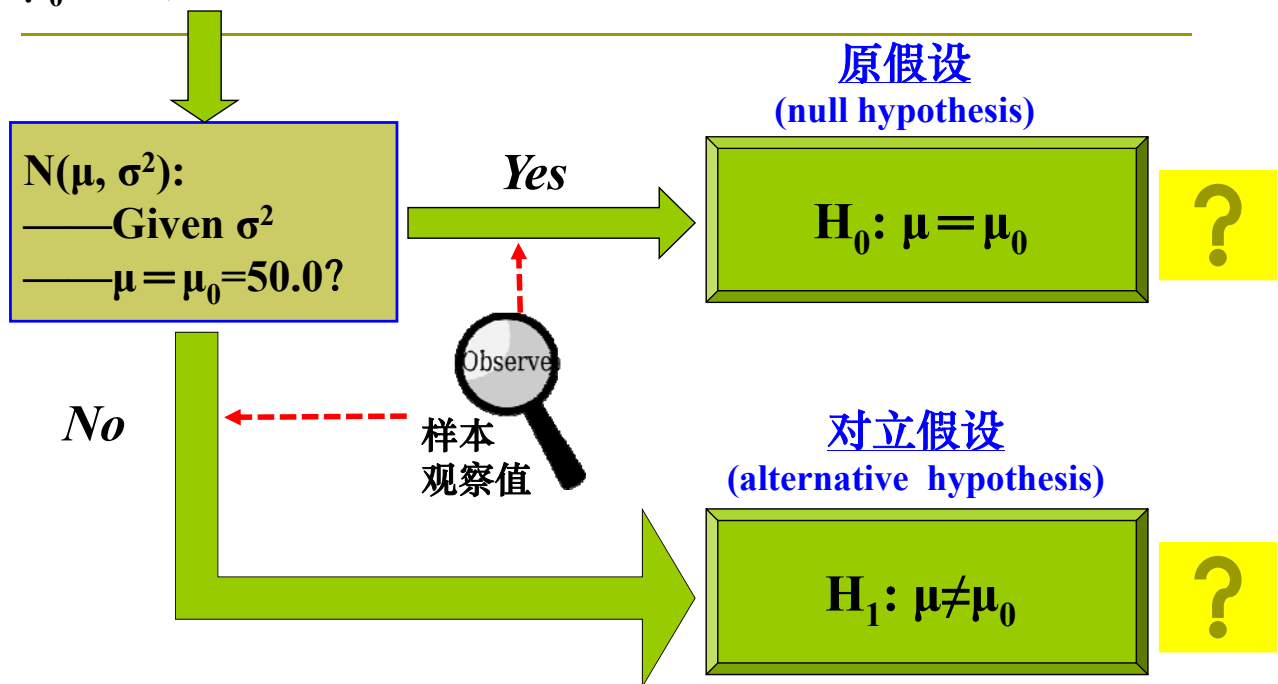 原假设
(null hypothesis)
N(μ, σ²):
——Given σ²
——μ＝μ₀=50.0?
Yes
H₀: μ＝μ₀
?
Observe
No
样本
观察值
对立假设
(alternative hypothesis)
H₁: μ≠μ₀
?